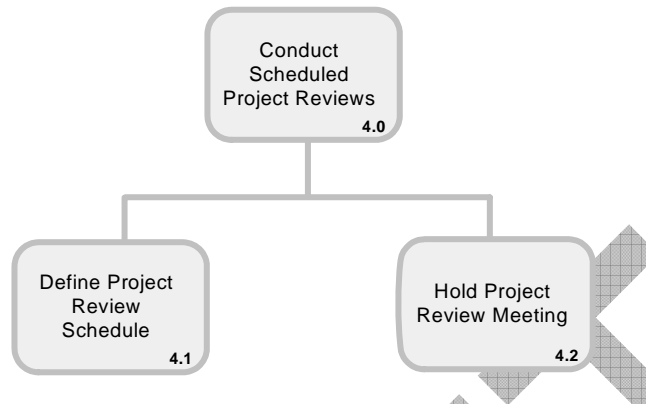 Conduct
Scheduled
Project Reviews
4.0
Define Project
Review
Schedule
4.1
Hold Project
Review Meeting
4.2